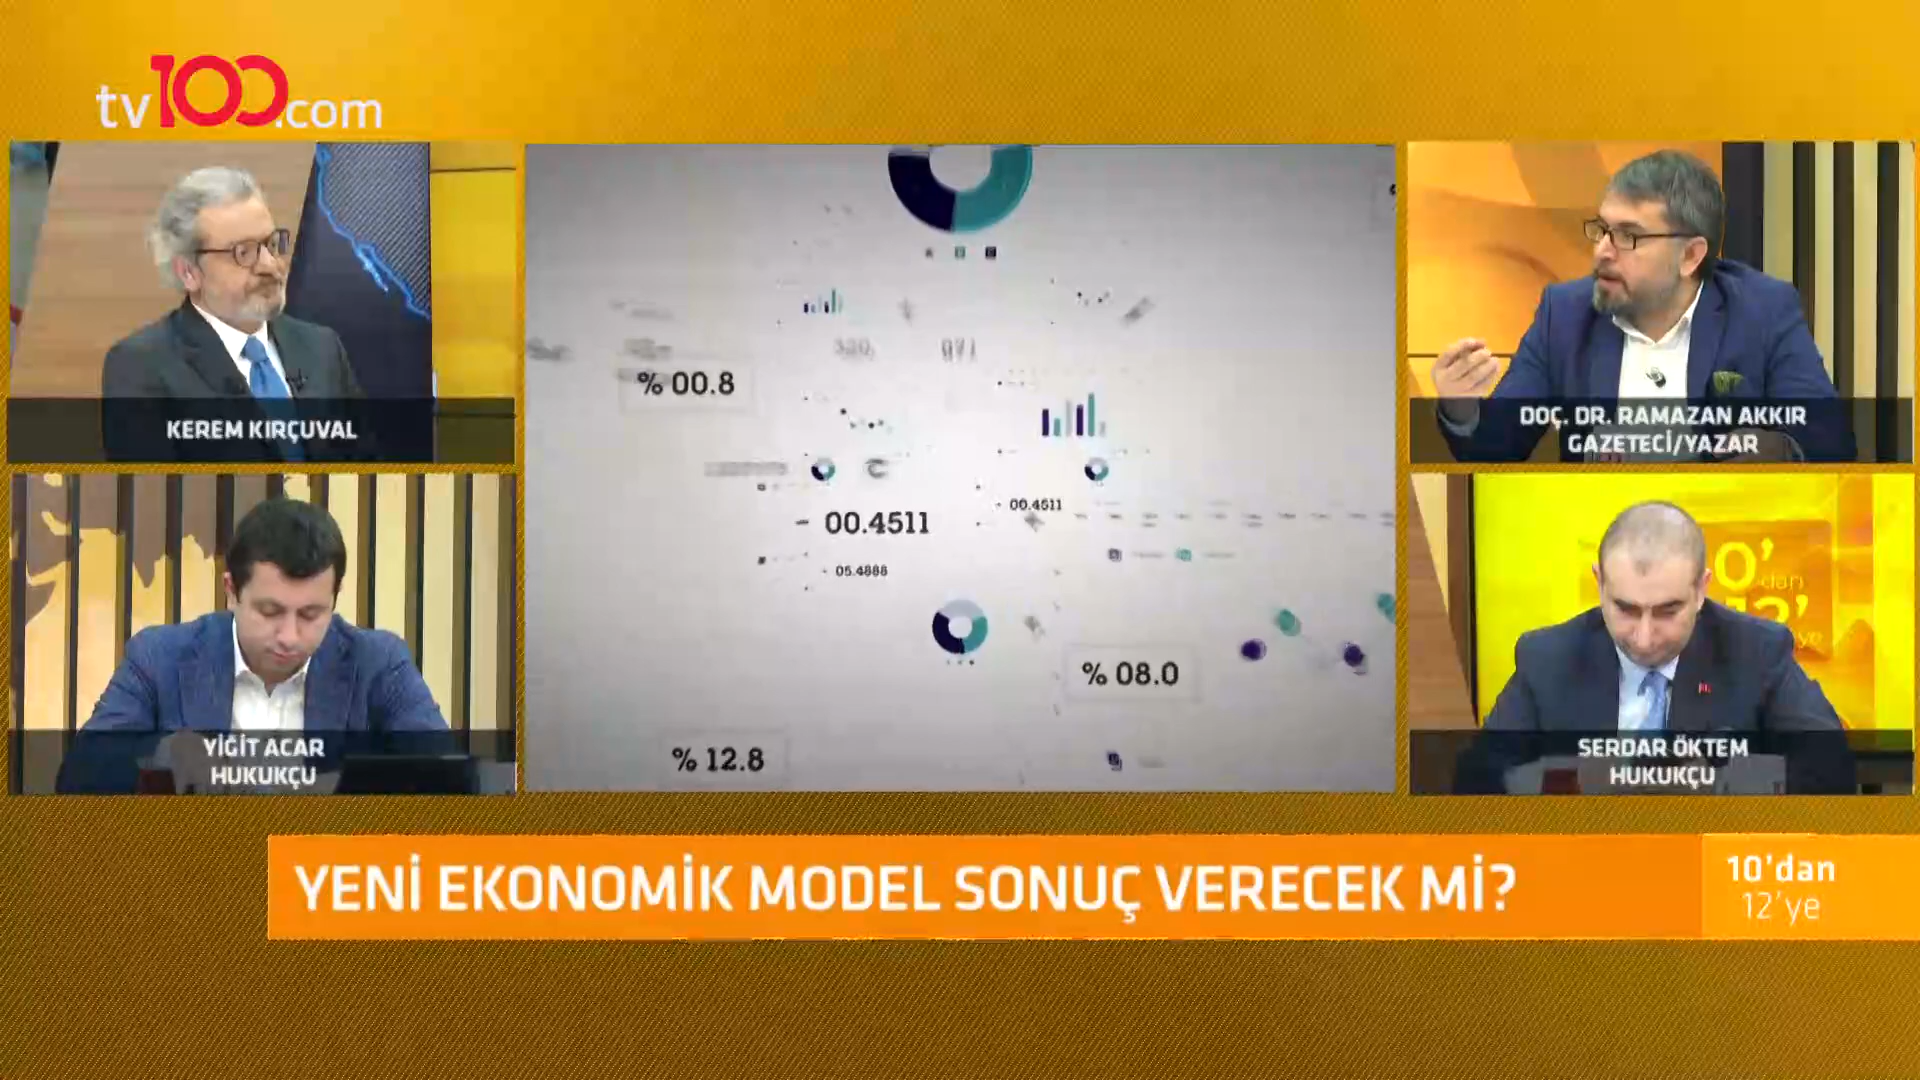 tv100.com
KEREM KIRÇUVAL
DOÇ. DR. RAMAZAN AKKIR
GAZETECİ/YAZAR
YİĞİT ACAR
HUKUKÇU
SERDAR ÖKTEM
HUKUKÇU
% 00.8
00.4511
00.4511
05.4888
% 08.0
% 12.8
YENİ EKONOMİK MODEL SONUÇ VERECEK Mİ?
10'dan
12'ye